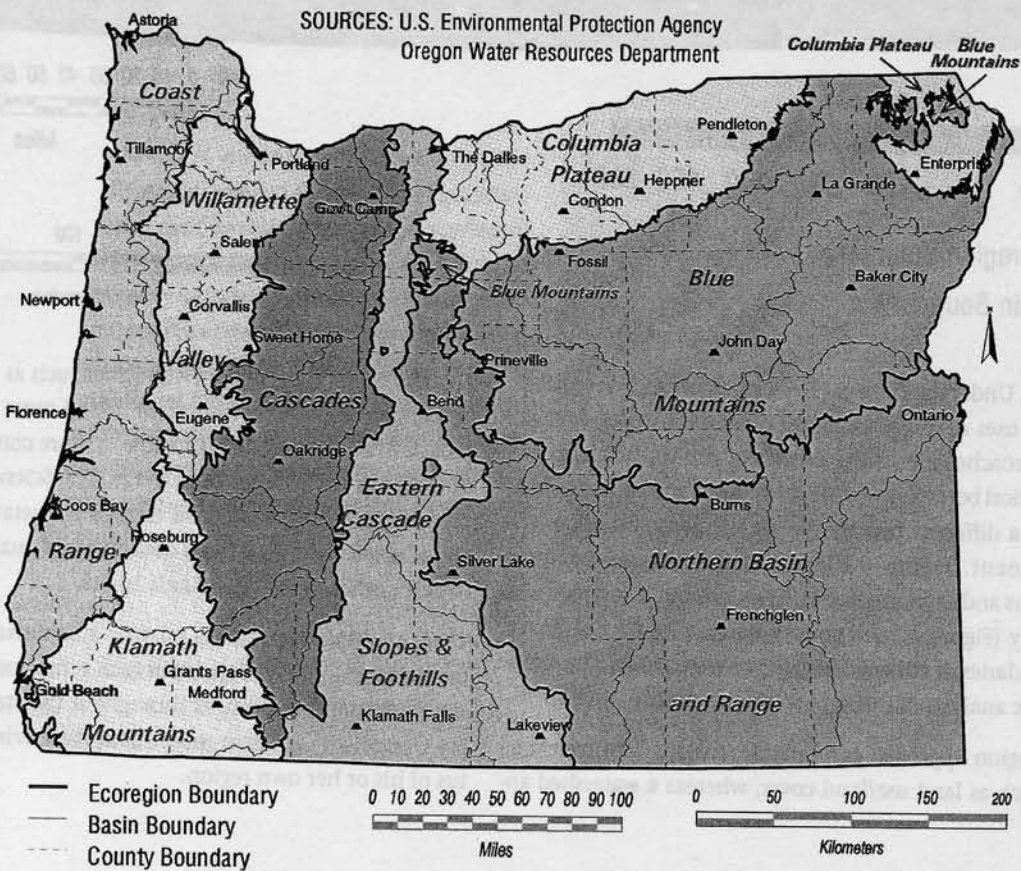 SOURCES: U.S. Environmental Protection Agency
Oregon Water Resources Department
Columbia Plateau
Blue
Mountains
Astoria
Coast
Tillamook
Portland
The Dalles
Columbia
Plateau
Pendleton
Enterprise
Willamette
Gov't Camp
Heppner
La Grande
Condon
Salem
Fossil
Blue
Baker City
Blue Mountains
Newport
Corvallis
Sweet Home
Valley
Prineville
John Day
Florence
Eugene
Cascades
Bend
Mountains
Ontario
Oakridge
Eastern
Cascade
Burns
Coos Bay
Range
Roseburg
Silver Lake
Northern Basin
Frenchglen
Klamath
Slopes &
Foothills
Grants Pass
Gold Beach
Medford
and Range
Mountains
Klamath Falls
Lakeview
Ecoregion Boundary
Basin Boundary
County Boundary
0 10 20 30 40 50 60 70 80 90 100
Miles
0 50 100 150 200
Kilometers